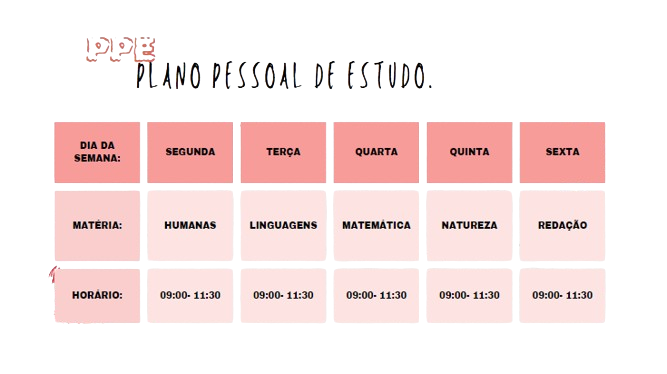 PPE
PLANO PESSOAL DE ESTUDO.
DIA DA SEMANA: SEGUNDA TERÇA QUARTA QUINTA SEXTA
MATÉRIA: HUMANAS LINGUAGENS MATEMÁTICA NATUREZA REDAÇÃO
HORÁRIO: 09:00- 11:30 09:00- 11:30 09:00- 11:30 09:00- 11:30 09:00- 11:30